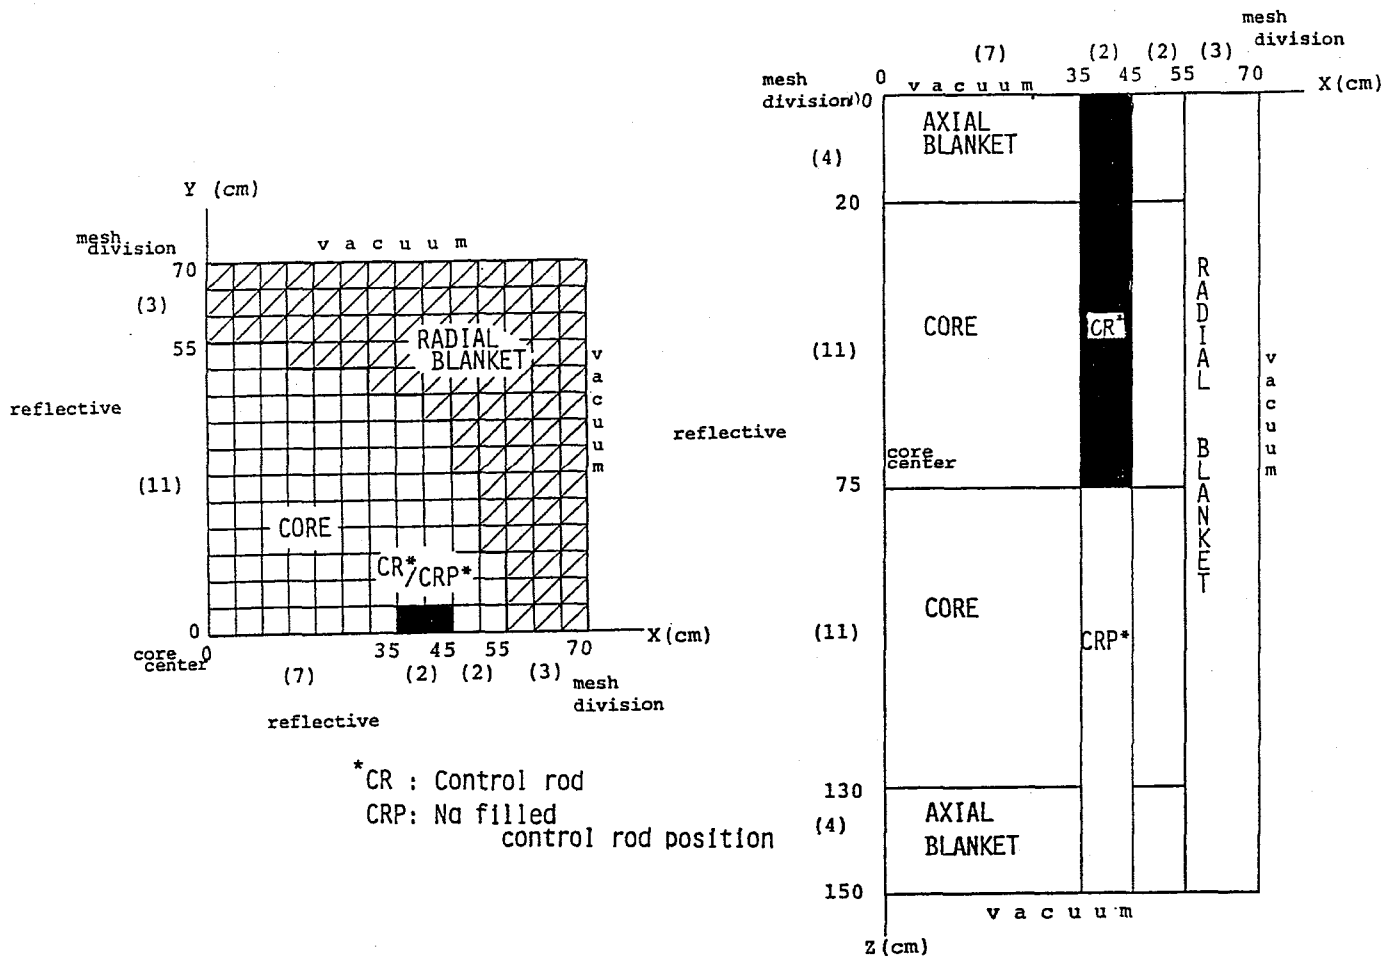 Y (cm)
mesh
division
v a c u u m
70
(3)
55
RADIAL
BLANKET
v
a
c
u
u
m
reflective
(11)
CORE
CR*/CRP*
0
X(cm)
core
center
0
35
45
55
70
(7)
(2)
(2)
(3)
mesh
division
reflective
*CR : Control rod
CRP: Na filled
control rod position
mesh
division
(7)
(2)
(2)
(3)
mesh
division
0
35
45
55
70
X(cm)
v a c u u m
0
AXIAL
BLANKET
(4)
20
CORE
CR*
(11)
RADIAL BLANKET
v
a
c
u
u
m
reflective
core
center
75
CORE
(11)
CRP*
130
(4)
AXIAL
BLANKET
150
v a c u u m
Z(cm)